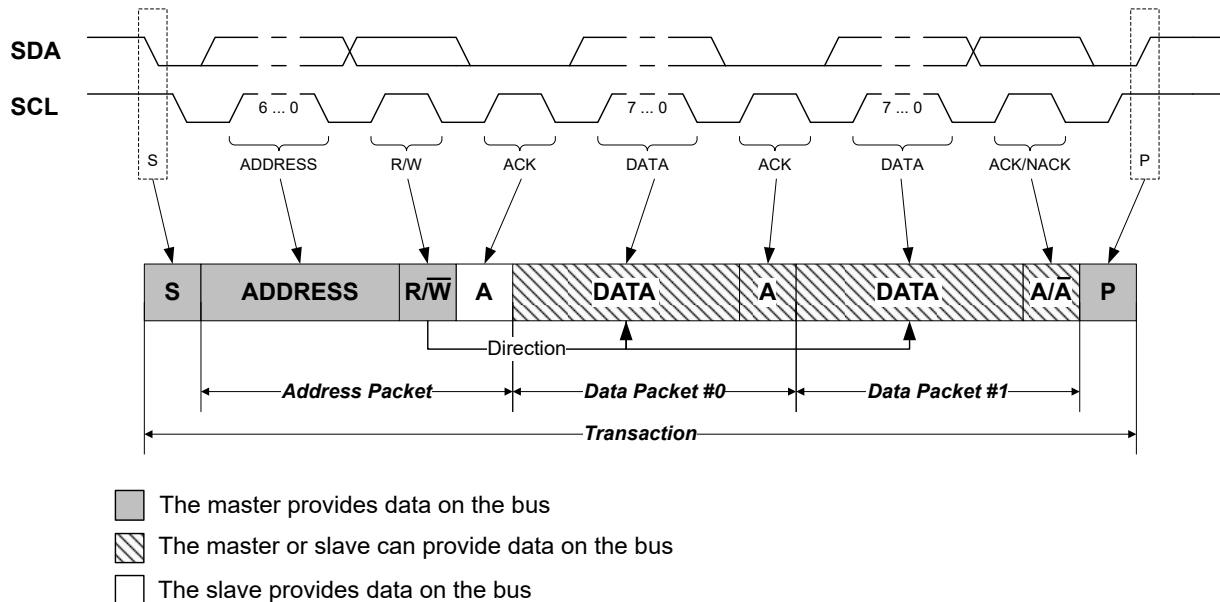 SDA
SCL
6 ... 0
7 ... 0
7 ... 0
S
ADDRESS
R/W
ACK
DATA
ACK
DATA
ACK/NACK
P
S ADDRESS R/W̅ A DATA A DATA A/A̅ P
Direction
Address Packet Data Packet #0 Data Packet #1
Transaction
The master provides data on the bus
The master or slave can provide data on the bus
The slave provides data on the bus